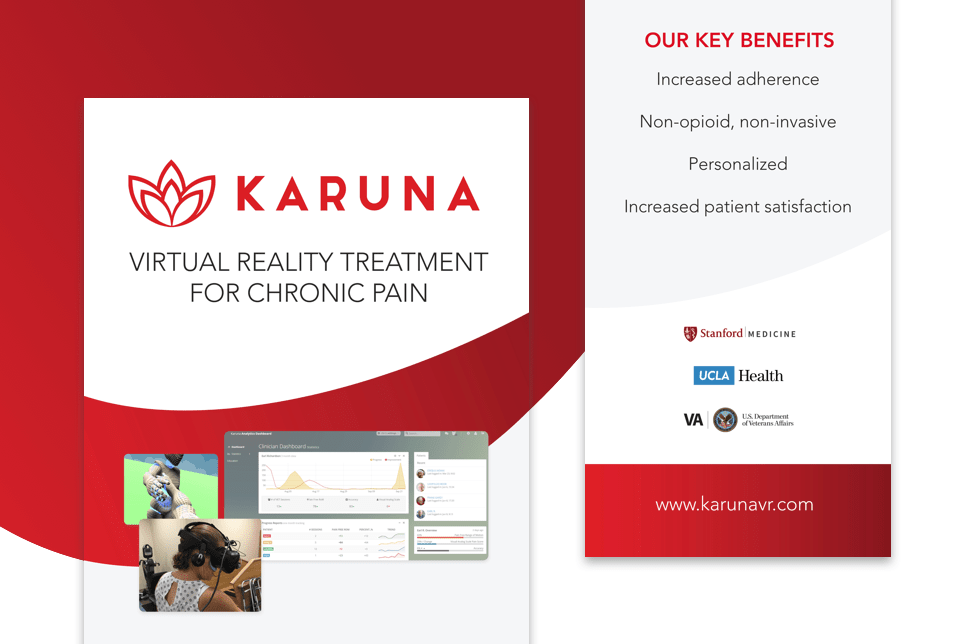 KARUNA
VIRTUAL REALITY TREATMENT
FOR CHRONIC PAIN
Clinician Dashboard
OUR KEY BENEFITS
Increased adherence
Non-opioid, non-invasive
Personalized
Increased patient satisfaction
Stanford MEDICINE
UCLA Health
VA
U.S. Department
of Veterans Affairs
www.karunavr.com